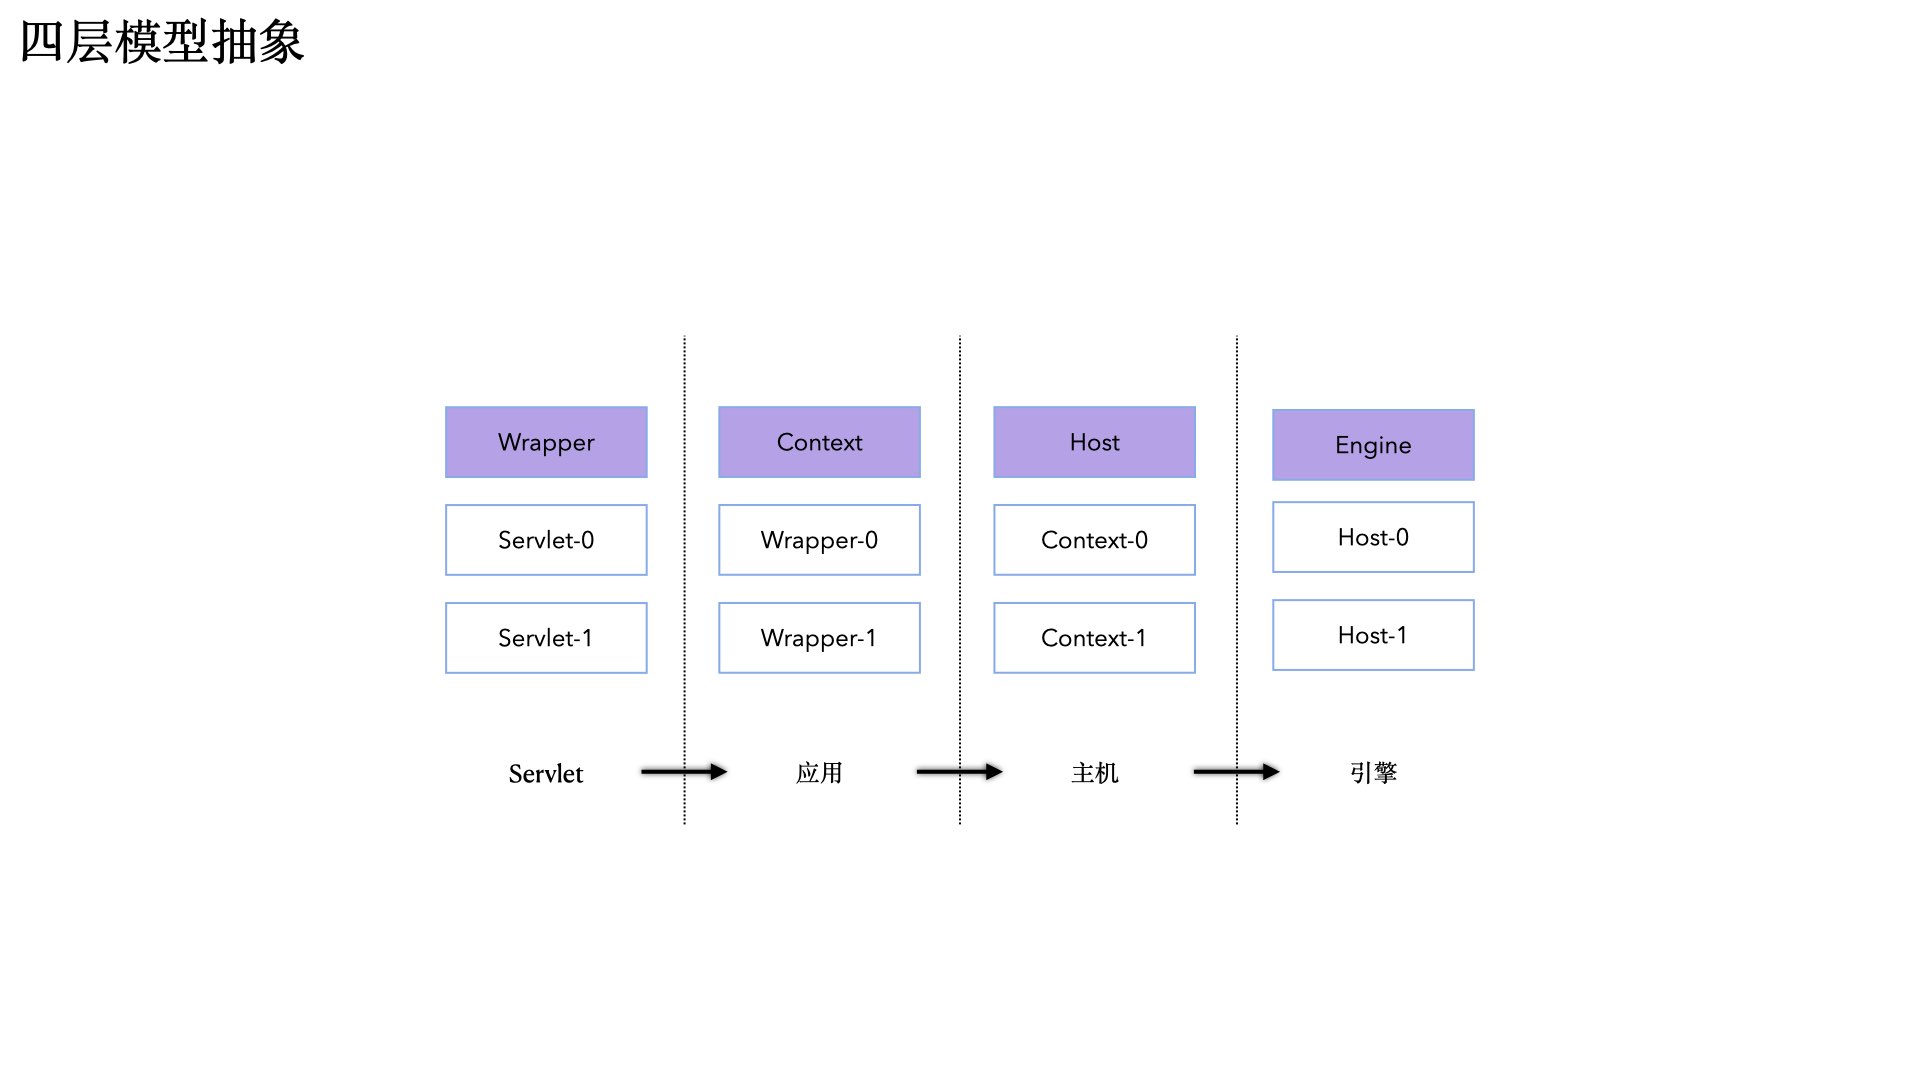 四层模型抽象
Wrapper
Servlet-0
Servlet-1
Servlet
Context
Wrapper-0
Wrapper-1
应用
Host
Context-0
Context-1
主机
Engine
Host-0
Host-1
引擎